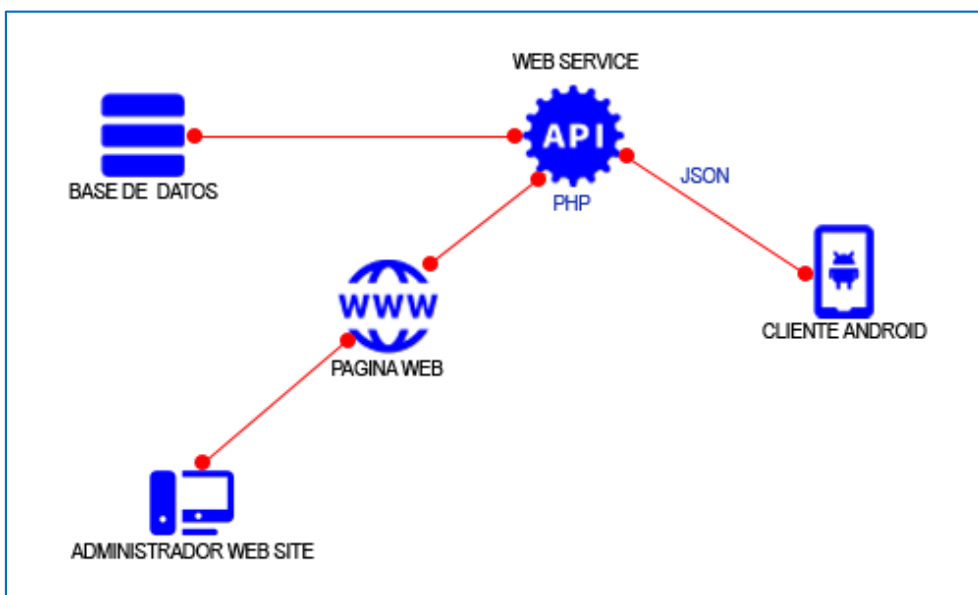 WEB SERVICE
API
BASE DE DATOS
PHP
JSON
WWW
CLIENTE ANDROID
PAGINA WEB
ADMINISTRADOR WEB SITE